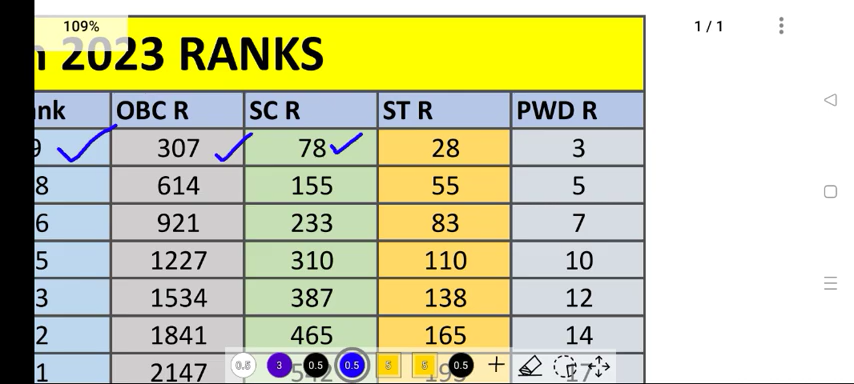 109%
1 / 1
2023 RANKS
OBC R SC R ST R PWD R
9 307 78 28 3
8 614 155 55 5
6 921 233 83 7
5 1227 310 110 10
3 1534 387 138 12
2 1841 465 165 14
1 2147 17
0.5 3 0.5 0.5 5 5 0.5